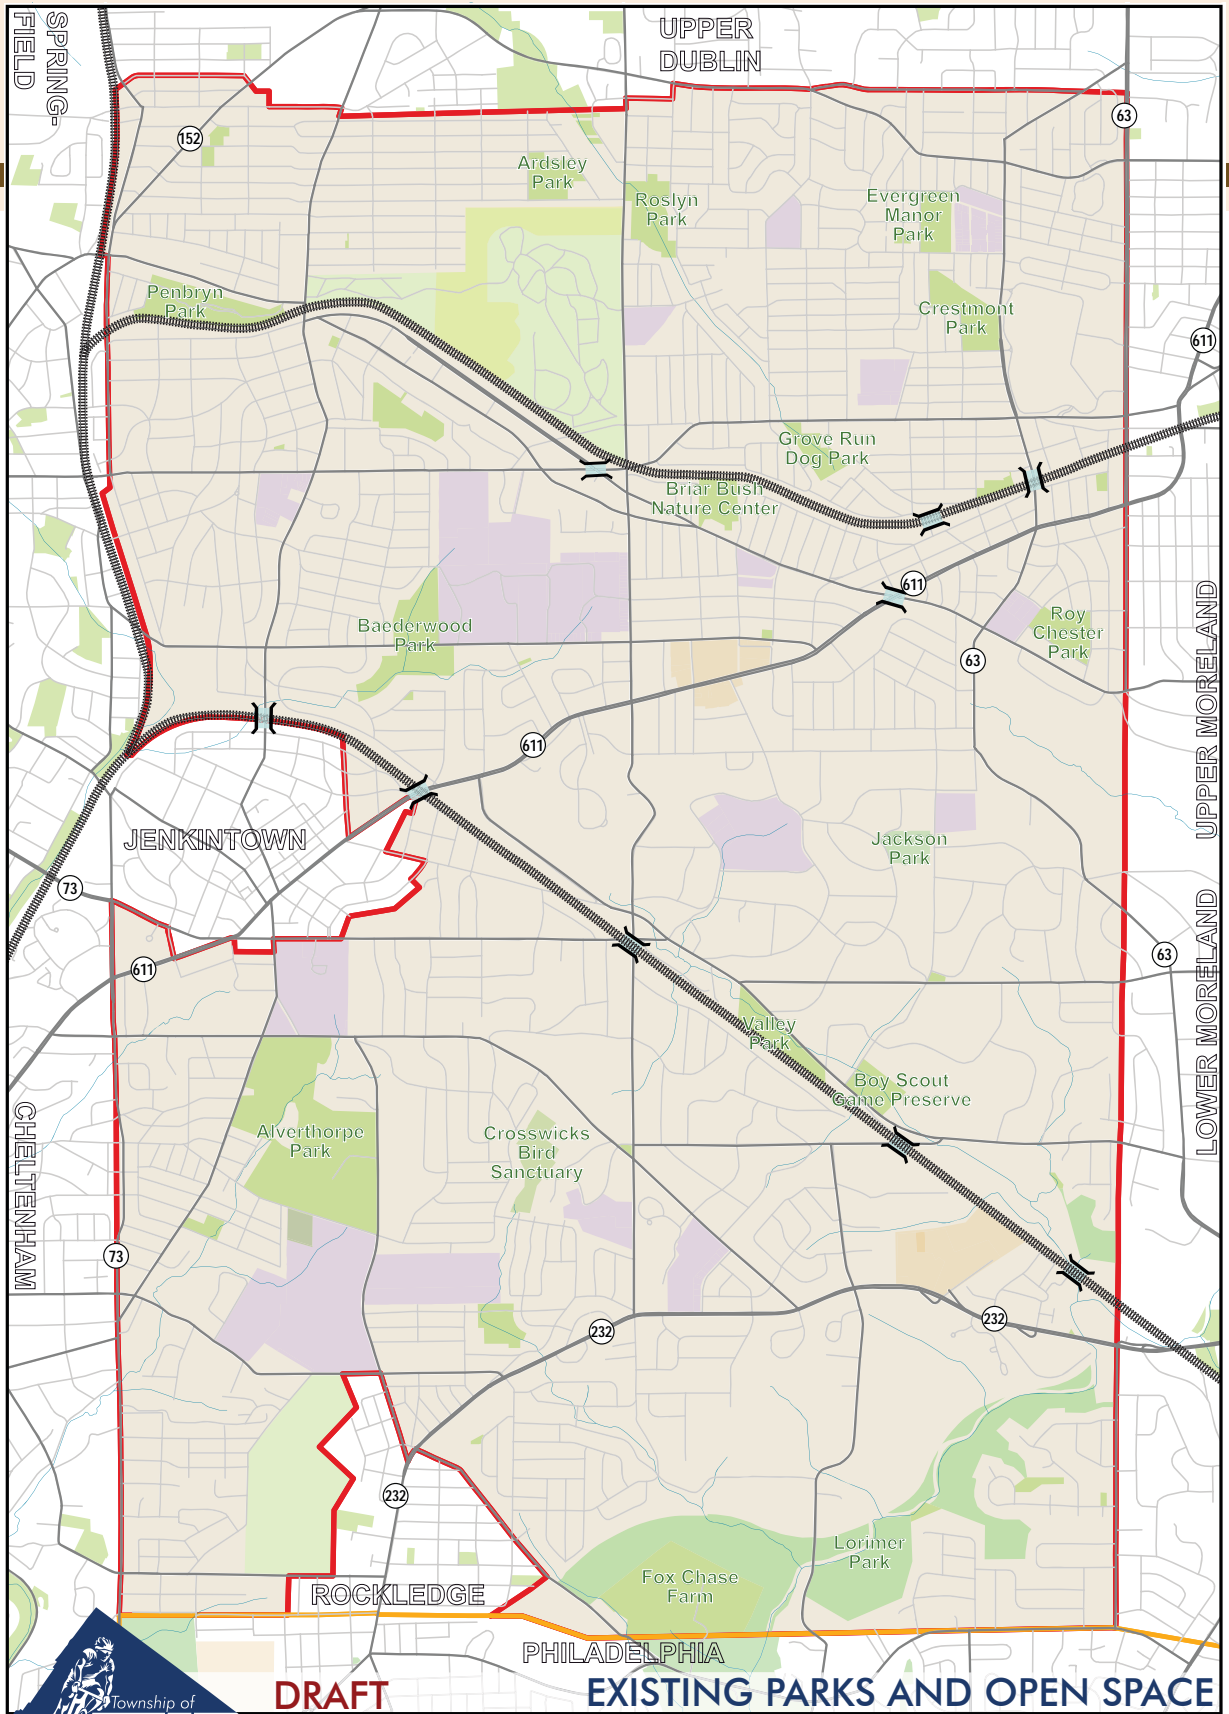 SPRING-
FIELD
UPPER
DUBLIN
63
152
Ardsley
Park
Roslyn
Park
Evergreen
Manor
Park
Penbryn
Park
Crestmont
Park
611
Grove Run
Dog Park
Briar Bush
Nature Center
611
Baederwood
Park
Roy
Chester
Park
63
UPPER MORELAND
611
JENKINTOWN
Jackson
Park
73
63
611
LOWER MORELAND
Valley
Park
Boy Scout
Game Preserve
CHELTENHAM
Alverthorpe
Park
Crosswicks
Bird
Sanctuary
73
232
232
232
Lorimer
Park
Fox Chase
Farm
ROCKLEDGE
PHILADELPHIA
Township of
DRAFT
EXISTING PARKS AND OPEN SPACE